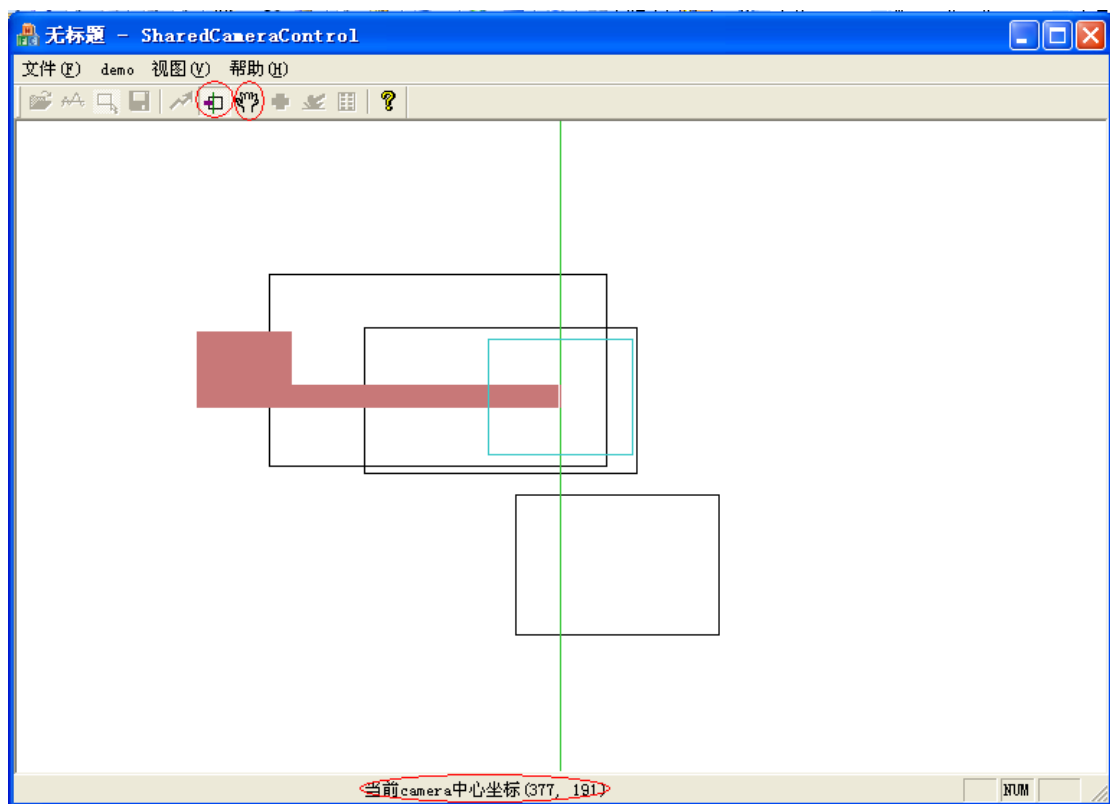 无标题 - SharedCameraControl
文件(F) demo 视图(V) 帮助(H)
当前camera中心坐标(377, 191) NUM